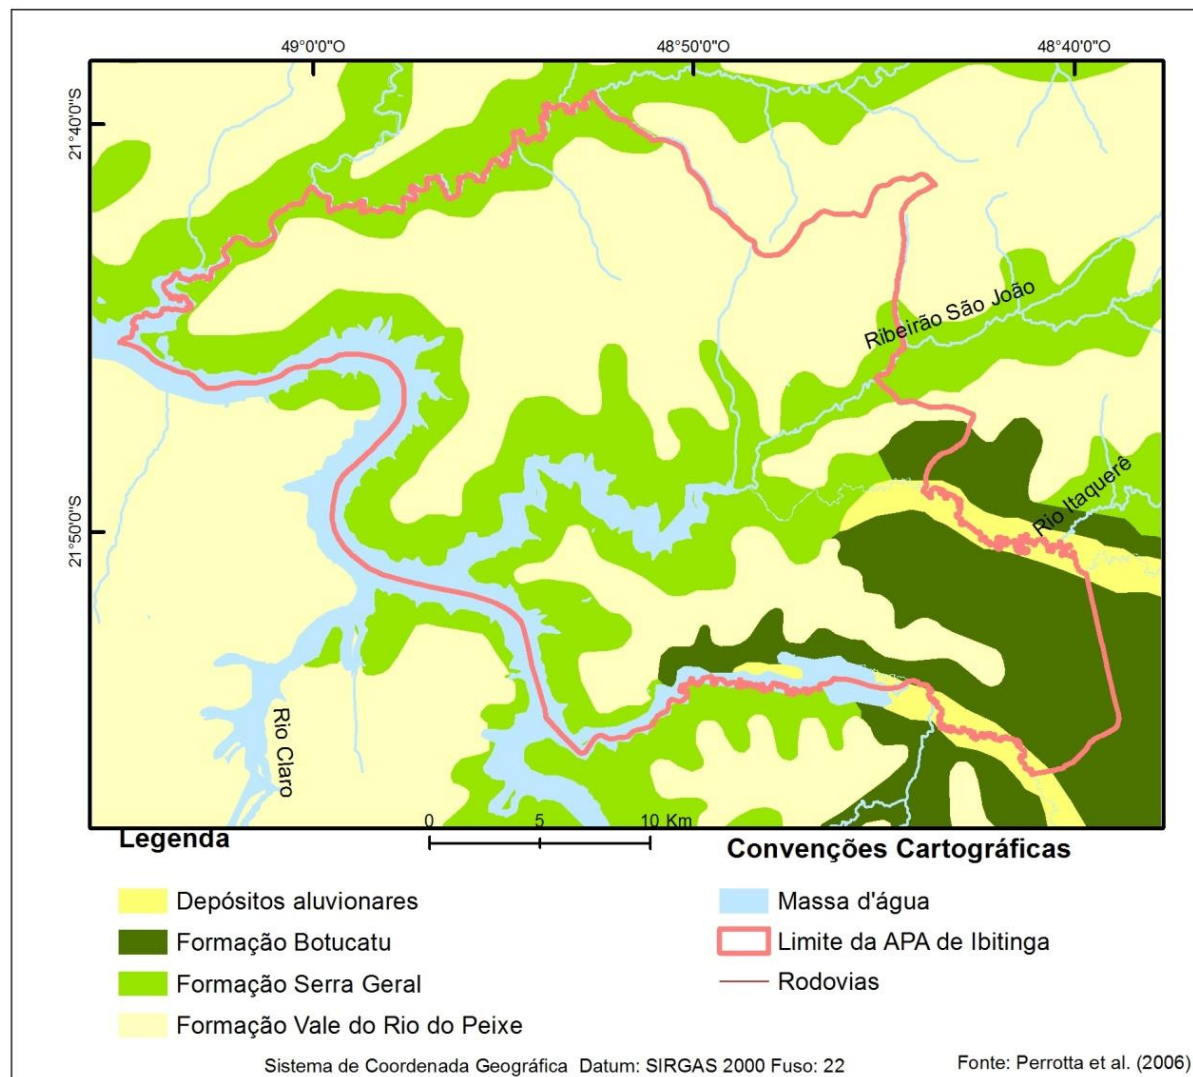 49°0'0"O
48°50'0"O
48°40'0"O
21°40'0"S
21°50'0"S
Ribeirão São João
Rio Itaquerê
Rio Claro
0 5 10 Km
Legenda
Depósitos aluvionares
Formação Botucatu
Formação Serra Geral
Formação Vale do Rio do Peixe
Convenções Cartográficas
Massa d'água
Limite da APA de Ibitinga
Rodovias
Sistema de Coordenada Geográfica Datum: SIRGAS 2000 Fuso: 22
Fonte: Perrotta et al. (2006)